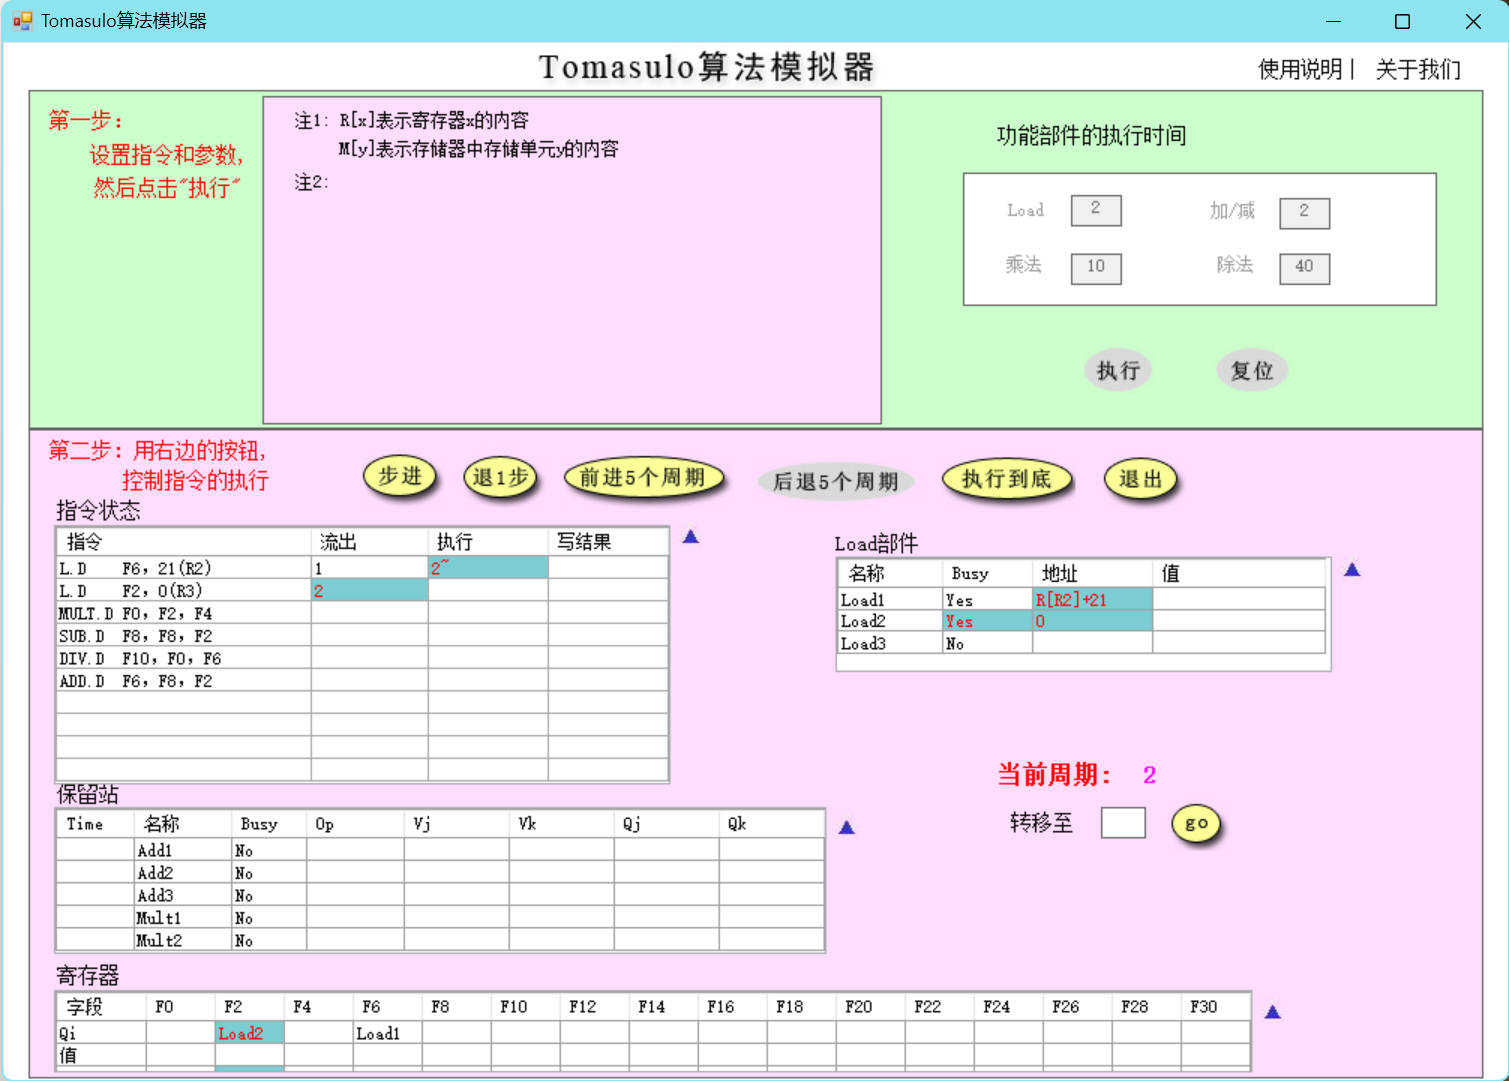 Tomasulo算法模拟器
Tomasulo算法模拟器
使用说明 | 关于我们
第一步：
设置指令和参数，
然后点击"执行"
注1: R[x]表示寄存器x的内容
M[y]表示存储器中存储单元y的内容
注2:
功能部件的执行时间
Load 2 加/减 2
乘法 10 除法 40
执行 复位
第二步：用右边的按钮，
控制指令的执行
步进 退1步 前进5个周期 后退5个周期 执行到底 退出
指令状态
指令 流出 执行 写结果
L.D F6, 21(R2) 1 2~
L.D F2, 0(R3) 2
MULT.D F0, F2, F4
SUB.D F8, F8, F2
DIV.D F10, F0, F6
ADD.D F6, F8, F2
Load部件
名称 Busy 地址 值
Load1 Yes R[R2]+21
Load2 Yes 0
Load3 No
当前周期： 2
转移至 go
保留站
Time 名称 Busy Op Vj Vk Qj Qk
Add1 No
Add2 No
Add3 No
Mult1 No
Mult2 No
寄存器
字段 F0 F2 F4 F6 F8 F10 F12 F14 F16 F18 F20 F22 F24 F26 F28 F30
Qi Load2 Load1
值